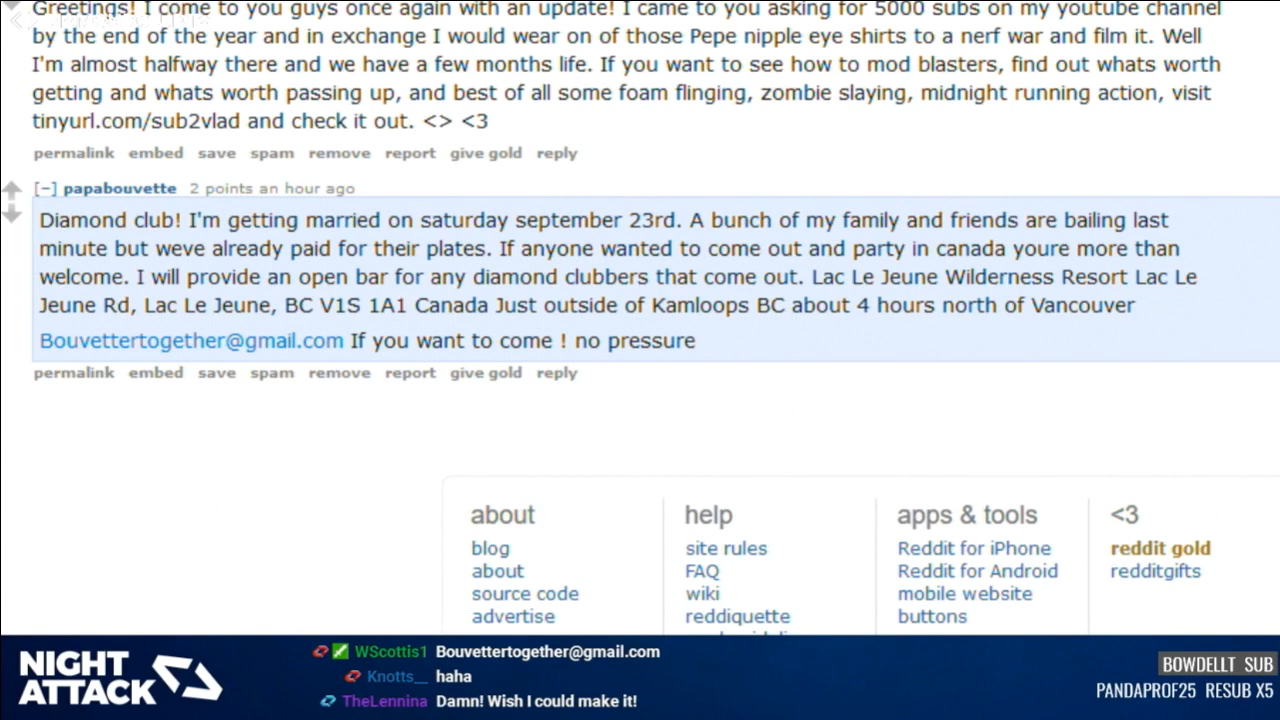 Greetings! I come to you guys once again with an update! I came to you asking for 5000 subs on my youtube channel
by the end of the year and in exchange I would wear on of those Pepe nipple eye shirts to a nerf war and film it. Well
I'm almost halfway there and we have a few months life. If you want to see how to mod blasters, find out whats worth
getting and whats worth passing up, and best of all some foam flinging, zombie slaying, midnight running action, visit
tinyurl.com/sub2vlad and check it out. <> <3
permalink embed save spam remove report give gold reply
[−] papabouvette 2 points an hour ago
Diamond club! I'm getting married on saturday september 23rd. A bunch of my family and friends are bailing last
minute but weve already paid for their plates. If anyone wanted to come out and party in canada youre more than
welcome. I will provide an open bar for any diamond clubbers that come out. Lac Le Jeune Wilderness Resort Lac Le
Jeune Rd, Lac Le Jeune, BC V1S 1A1 Canada Just outside of Kamloops BC about 4 hours north of Vancouver
Bouvettertogether@gmail.com If you want to come ! no pressure
permalink embed save spam remove report give gold reply
about help apps & tools <3
blog site rules Reddit for iPhone reddit gold
about FAQ Reddit for Android redditgifts
source code wiki mobile website
advertise reddiquette buttons
NIGHT ATTACK
WScottis1 Bouvettertogether@gmail.com
Knotts__ haha
TheLennina Damn! Wish I could make it!
BOWDELLT SUB
PANDAPROF25 RESUB X5